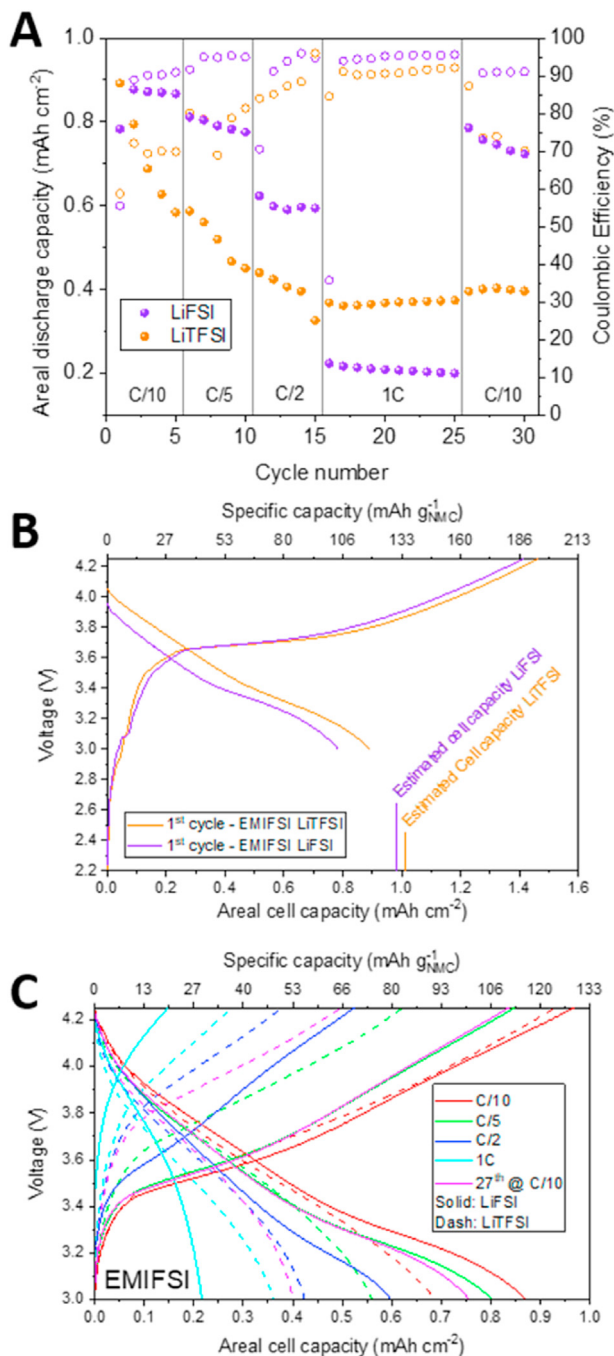 A
1.0
0.8
0.6
0.4
0.2
Areal discharge capacity (mAh cm-2)
100
90
80
70
60
50
40
30
20
10
0
Coulombic Efficiency (%)
LiFSI
LiTFSI
C/10
C/5
C/2
1C
C/10
0 5 10 15 20 25 30
Cycle number
B
Specific capacity (mAh g-1NMC)
0 27 53 80 106 133 160 186 213
4.2
4.0
3.8
3.6
3.4
3.2
3.0
2.8
2.6
2.4
2.2
Voltage (V)
Estimated cell capacity LiFSI
Estimated Cell capacity LiTFSI
1st cycle - EMIFSI LiTFSI
1st cycle - EMIFSI LiFSI
0.0 0.2 0.4 0.6 0.8 1.0 1.2 1.4 1.6
Areal cell capacity (mAh cm-2)
C
Specific capacity (mAh g-1NMC)
0 13 27 40 53 66 80 93 106 120 133
4.2
4.0
3.8
3.6
3.4
3.2
3.0
Voltage (V)
C/10
C/5
C/2
1C
27th @ C/10
Solid: LiFSI
Dash: LiTFSI
EMIFSI
0.0 0.1 0.2 0.3 0.4 0.5 0.6 0.7 0.8 0.9 1.0
Areal cell capacity (mAh cm-2)